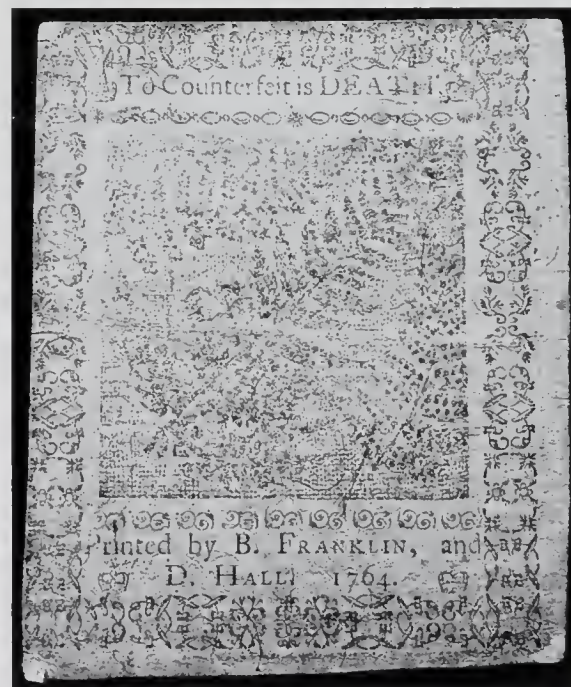 To Counterfeit is DEATH.
Printed by B. FRANKLIN, and
D. HALL. 1764.